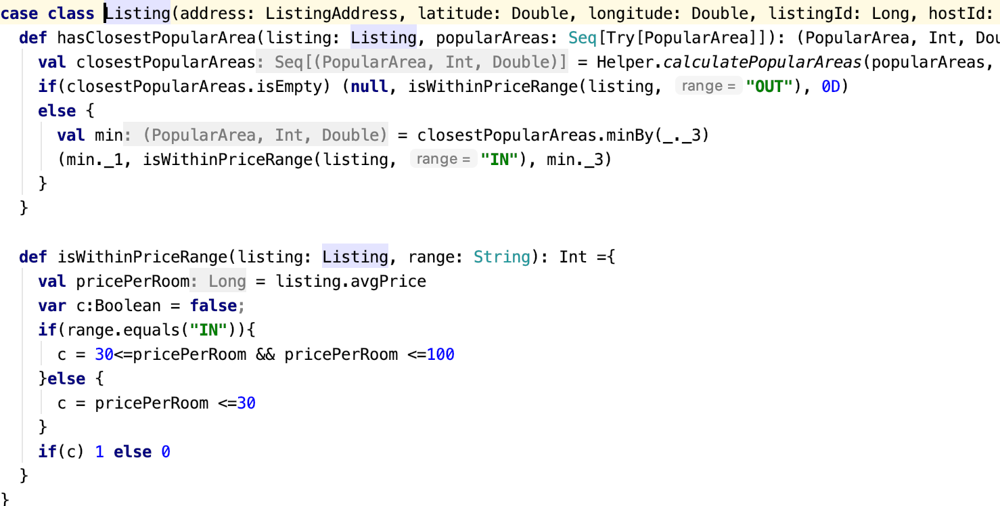 case class Listing(address: ListingAddress, latitude: Double, longitude: Double, listingId: Long, hostId:
def hasClosestPopularArea(listing: Listing, popularAreas: Seq[Try[PopularArea]]): (PopularArea, Int, Dou
val closestPopularAreas: Seq[(PopularArea, Int, Double)] = Helper.calculatePopularAreas(popularAreas,
if(closestPopularAreas.isEmpty) (null, isWithinPriceRange(listing, range = "OUT"), 0D)
else {
val min: (PopularArea, Int, Double) = closestPopularAreas.minBy(_._3)
(min._1, isWithinPriceRange(listing, range = "IN"), min._3)
}
}
def isWithinPriceRange(listing: Listing, range: String): Int ={
val pricePerRoom: Long = listing.avgPrice
var c:Boolean = false;
if(range.equals("IN")){
c = 30<=pricePerRoom && pricePerRoom <=100
}else {
c = pricePerRoom <=30
}
if(c) 1 else 0
}
}